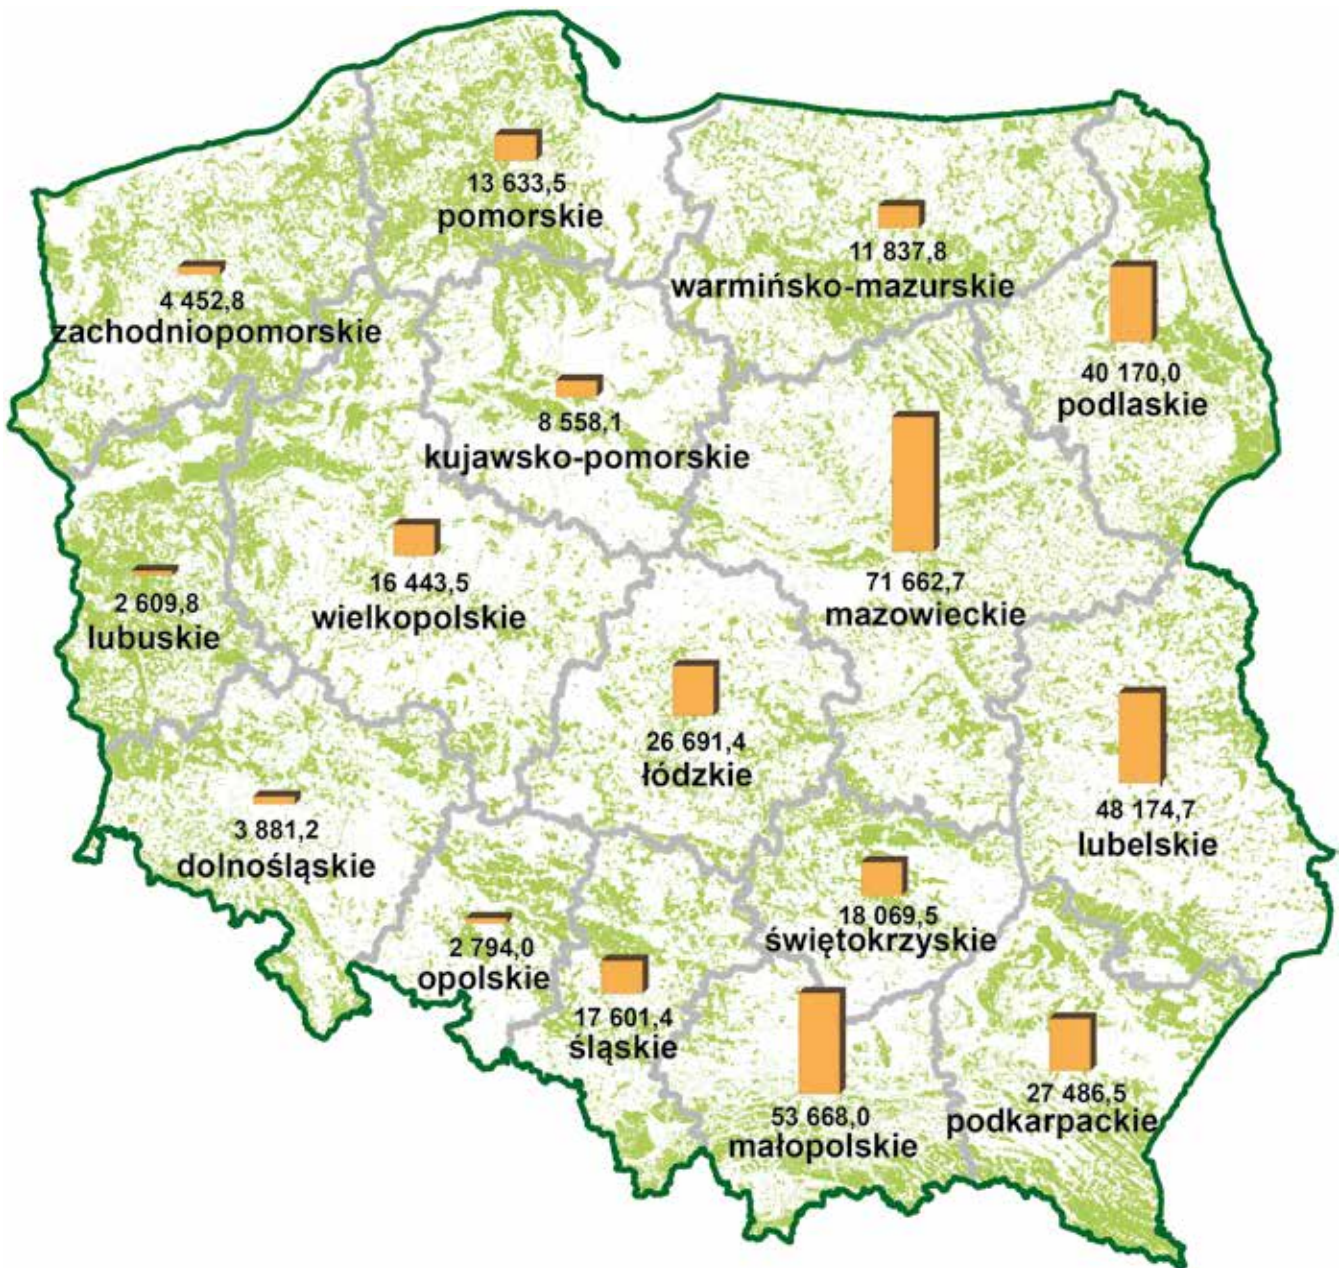 13 633,5
pomorskie
11 837,8
warmińsko-mazurskie
4 452,8
zachodniopomorskie
40 170,0
podlaskie
8 558,1
kujawsko-pomorskie
16 443,5
wielkopolskie
71 662,7
mazowieckie
2 609,8
lubuskie
26 691,4
łódzkie
48 174,7
lubelskie
3 881,2
dolnośląskie
18 069,5
świętokrzyskie
2 794,0
opolskie
17 601,4
śląskie
53 668,0
małopolskie
27 486,5
podkarpackie